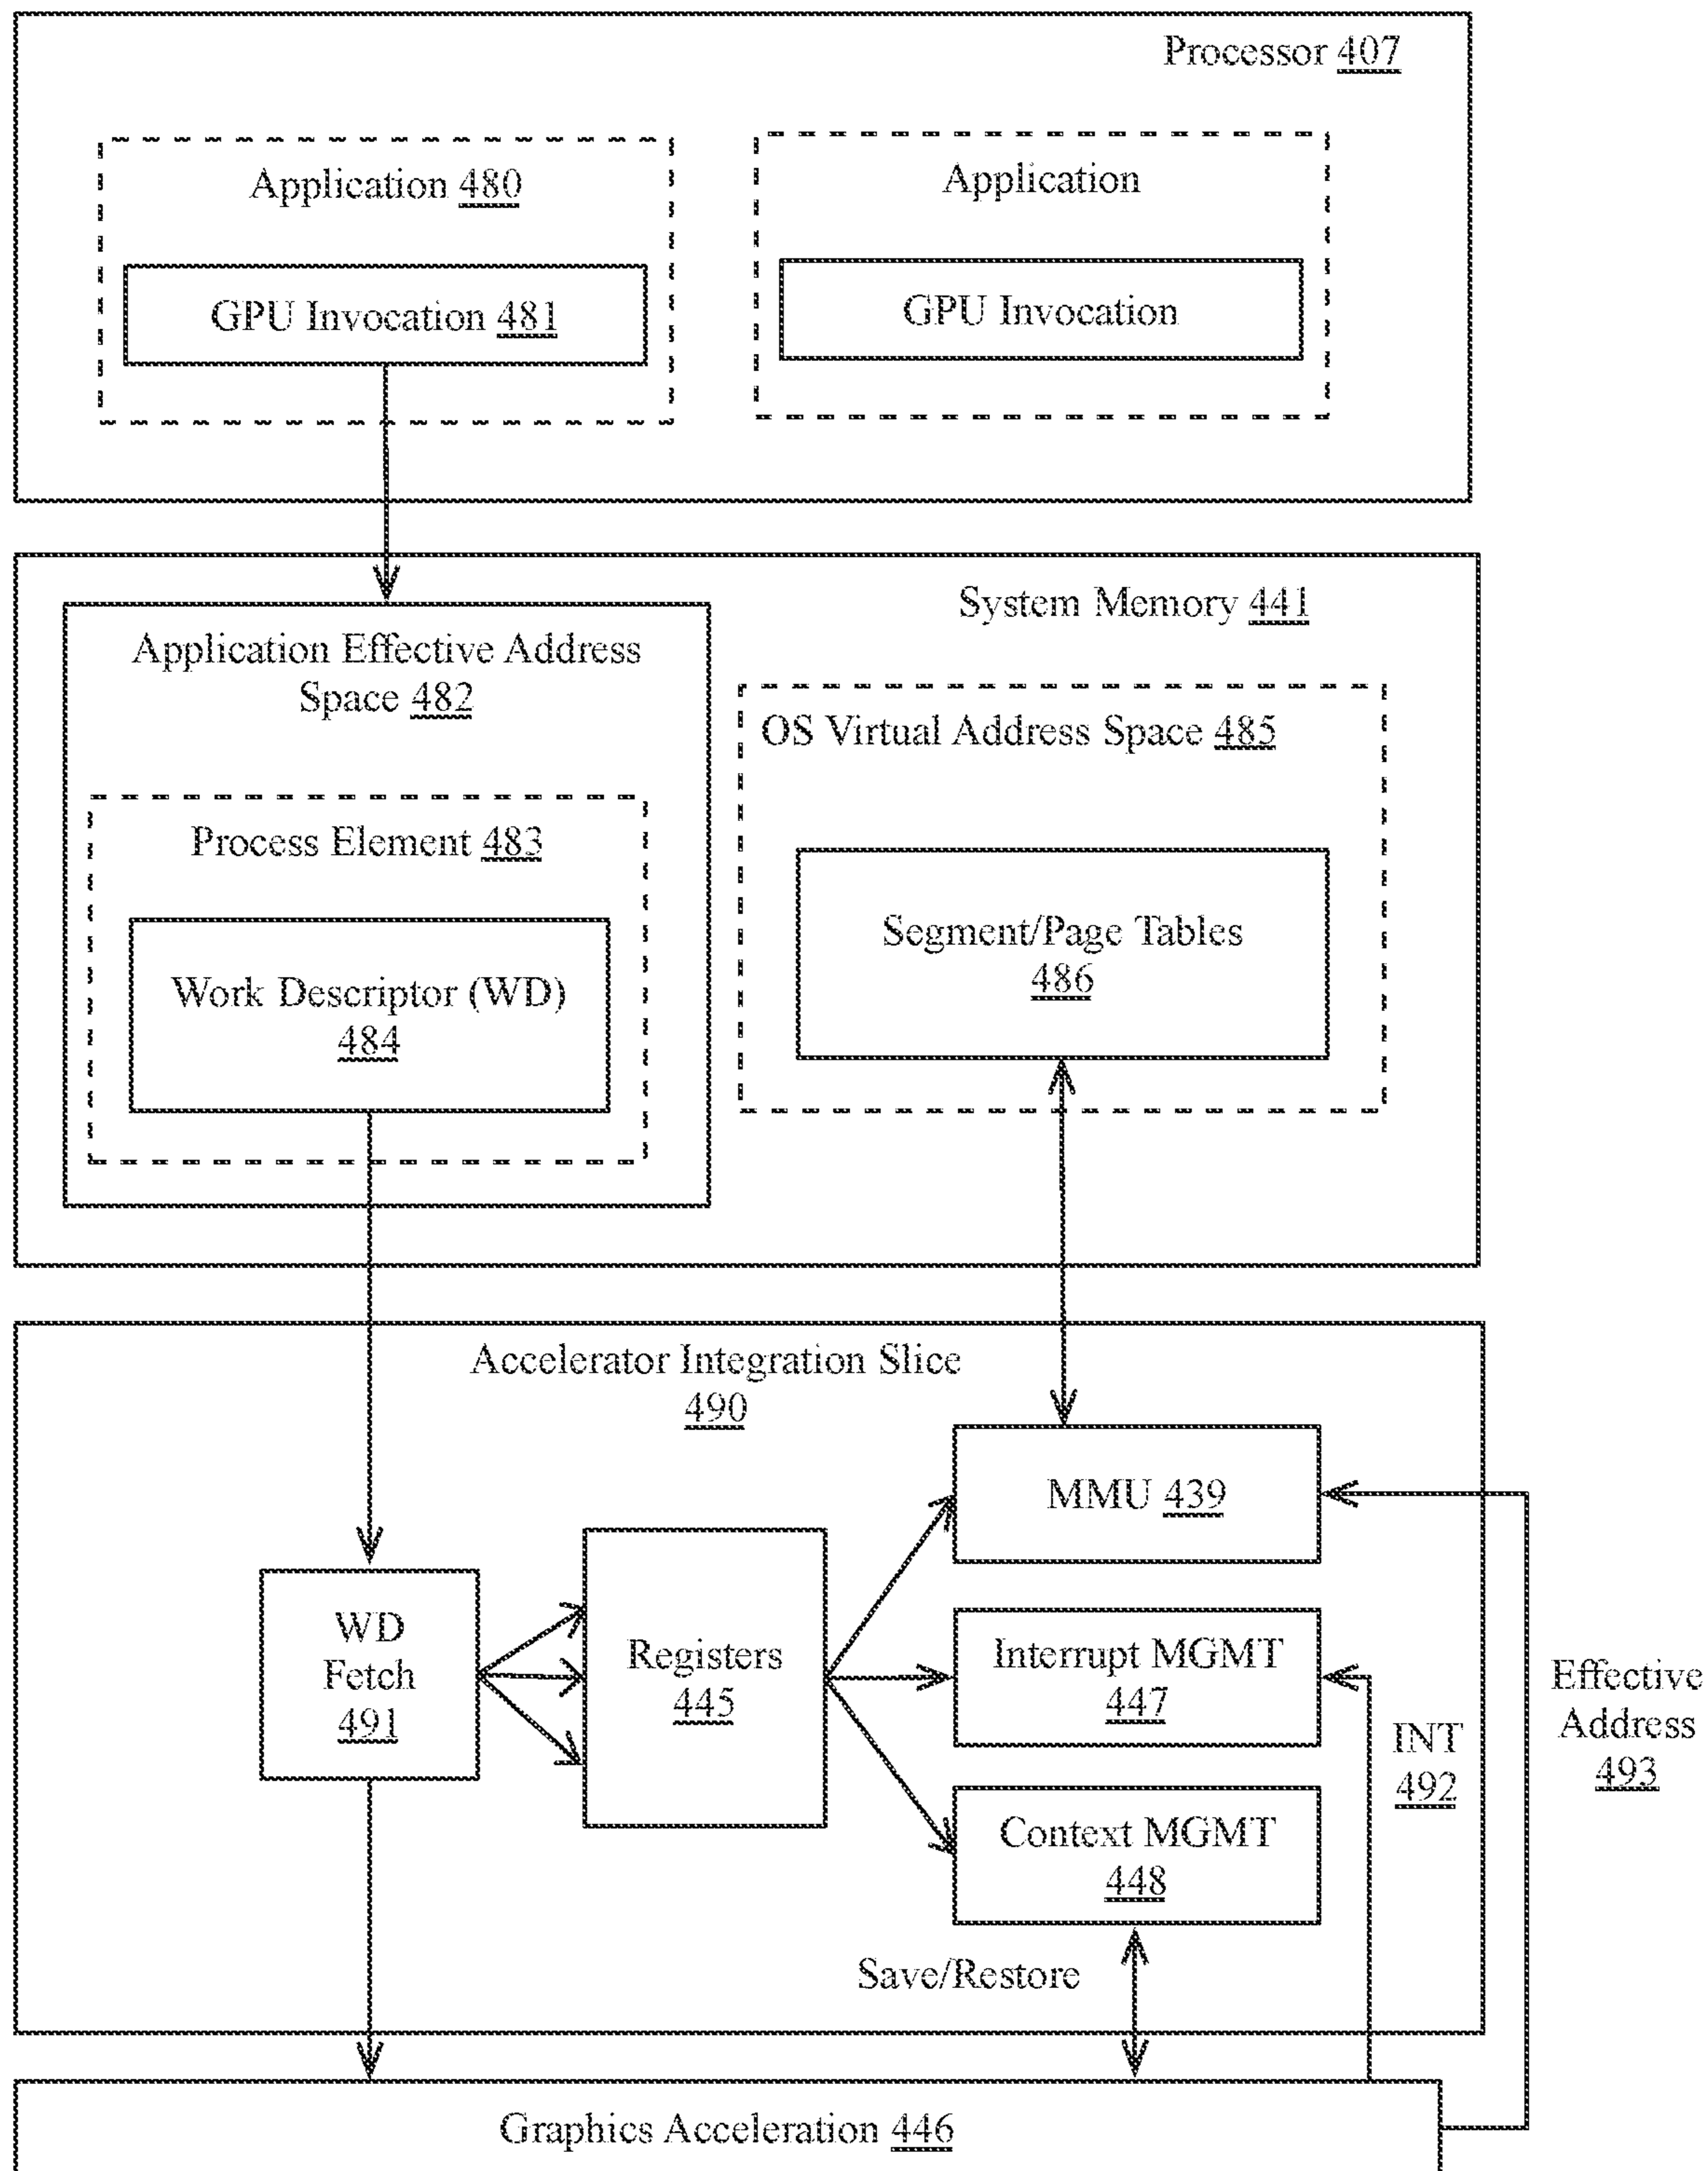 Processor 407
Application 480
Application
GPU Invocation 481
GPU Invocation
System Memory 441
Application Effective Address
Space 482
OS Virtual Address Space 485
Process Element 483
Segment/Page Tables
486
Work Descriptor (WD)
484
Accelerator Integration Slice
490
MMU 439
WD
Fetch
491
Registers
445
Interrupt MGMT
447
Effective
Address
493
INT
492
Context MGMT
448
Save/Restore
Graphics Acceleration 446